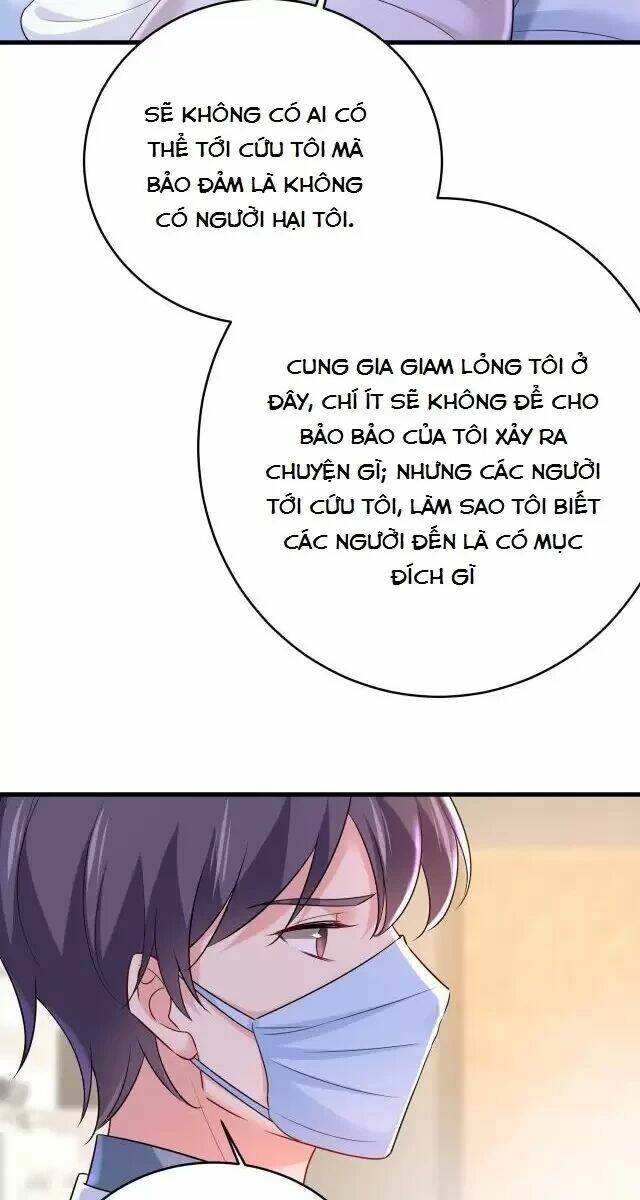 SẼ KHÔNG CÓ AI CÓ
THỂ TỚI CỨU TÔI MÀ
BẢO ĐẢM LÀ KHÔNG
CÓ NGƯỜI HẠI TÔI.
CUNG GIA GIAM LỎNG TÔI Ở
ĐÂY, CHÍ ÍT SẼ KHÔNG ĐỂ CHO
BẢO BẢO CỦA TÔI XẢY RA
CHUYỆN GÌ; NHƯNG CÁC NGƯỜI
TỚI CỨU TÔI, LÀM SAO TÔI BIẾT
CÁC NGƯỜI ĐẾN LÀ CÓ MỤC
ĐÍCH GÌ